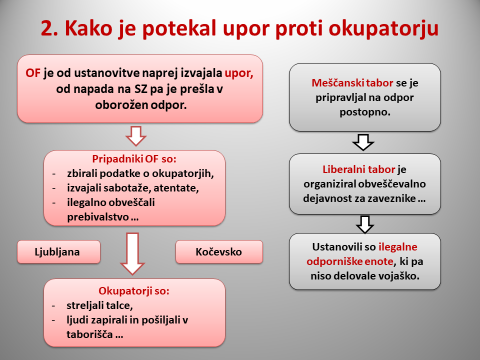 2. Kako je potekal upor proti okupatorju
OF je od ustanovitve naprej izvajala upor,
od napada na SZ pa je prešla v
oborožen odpor.
Pripadniki OF so:
- zbirali podatke o okupatorjih,
- izvajali sabotaže, atentate,
- ilegalno obveščali
prebivalstvo ...
Ljubljana
Kočevsko
Okupatorji so:
- streljali talce,
- ljudi zapirali in pošiljali v
taborišča ...
Meščanski tabor se je
pripravljal na odpor
postopno.
Liberalni tabor je
organiziral obveščevalno
dejavnost za zaveznike ...
Ustanovili so ilegalne
odporniške enote, ki pa
niso delovale vojaško.